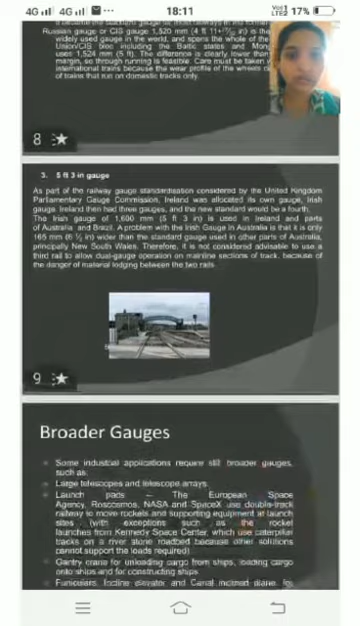 4G 4G 18:11 17%
Russian gauge or CIS gauge 1,520 mm (4 ft 11+ in) is the
widely used gauge in the world, and spans the whole of the
Union/CIS bloc including the Baltic states and Mong
uses 1,524 mm (5 ft). The difference is clearly lower than
margin, so through running is feasible. Care must be taken
international trains because the wear profile of the wheels
of trains that run on domestic tracks only.
8
3. 5 ft 3 in gauge
As part of the railway gauge standardisation considered by the United Kingdom
Parliamentary Gauge Commission, Ireland was allocated its own gauge, Irish
gauge. Ireland then had three gauges, and the new standard would be a fourth.
The Irish gauge of 1,600 mm (5 ft 3 in) is used in Ireland and parts
of Australia and Brazil. A problem with the Irish Gauge in Australia is that it is only
165 mm (6 ½ in) wider than the standard gauge used in other parts of Australia,
principally New South Wales. Therefore, it is not considered advisable to use a
third rail to allow dual-gauge operation on mainline sections of track, because of
the danger of material lodging between the two rails.
9
Broader Gauges
Some industrial applications require still broader gauges,
such as:
Large telescopes and telescope arrays.
Launch pads – The European Space
Agency, Roscosmos, NASA and SpaceX use double-track
railway to move rockets and supporting equipment at launch
sites (with exceptions such as the rocket
launches from Kennedy Space Center, which use caterpillar
tracks on a river stone roadbed because other solutions
cannot support the loads required)
Gantry crane for unloading cargo from ships, loading cargo
onto ships and for constructing ships
Funiculars, Incline elevator and Canal inclined plane, for